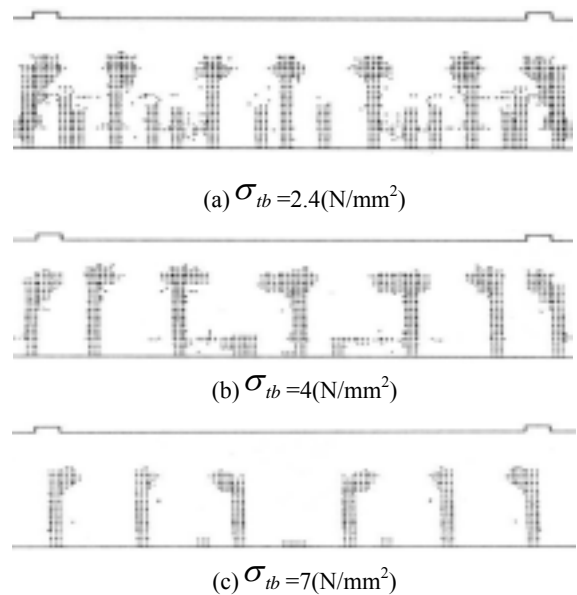 (a) σtb =2.4(N/mm²)
(b) σtb =4(N/mm²)
(c) σtb =7(N/mm²)